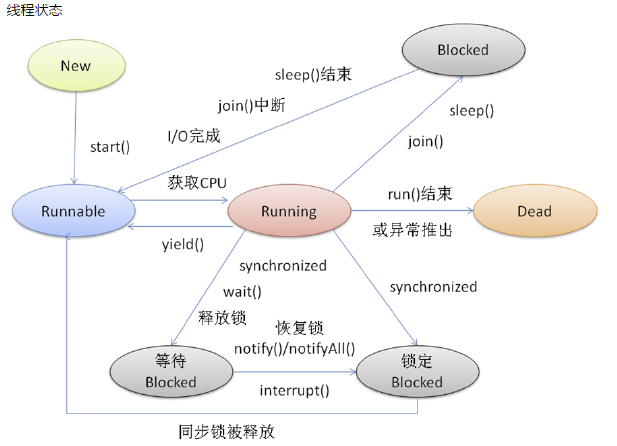 线程状态
Blocked
New
sleep()结束
join()中断
sleep()
I/O完成
start()
join()
获取CPU
run()结束
Runnable
Running
Dead
或异常推出
yield()
synchronized
wait()
synchronized
释放锁
恢复锁
notify()/notifyAll()
等待
Blocked
锁定
Blocked
interrupt()
同步锁被释放